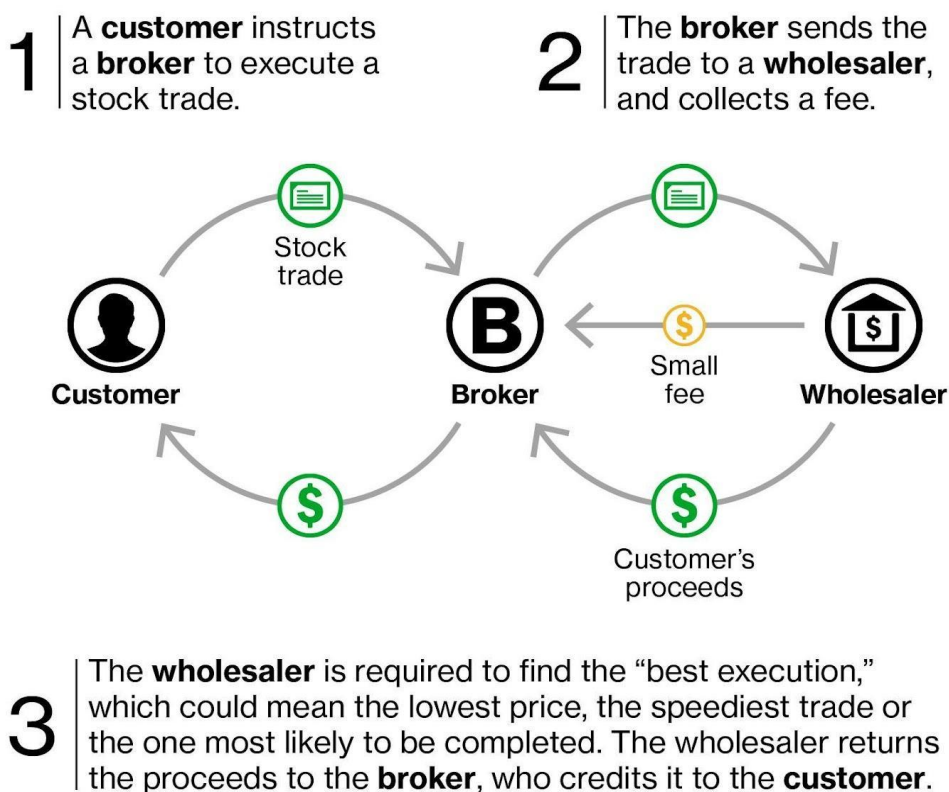 1
A customer instructs
a broker to execute a
stock trade.
2
The broker sends the
trade to a wholesaler,
and collects a fee.
Stock
trade
$
Small
fee
B
$
Customer
Broker
Wholesaler
$
$
Customer’s
proceeds
3
The wholesaler is required to find the “best execution,”
which could mean the lowest price, the speediest trade or
the one most likely to be completed. The wholesaler returns
the proceeds to the broker, who credits it to the customer.